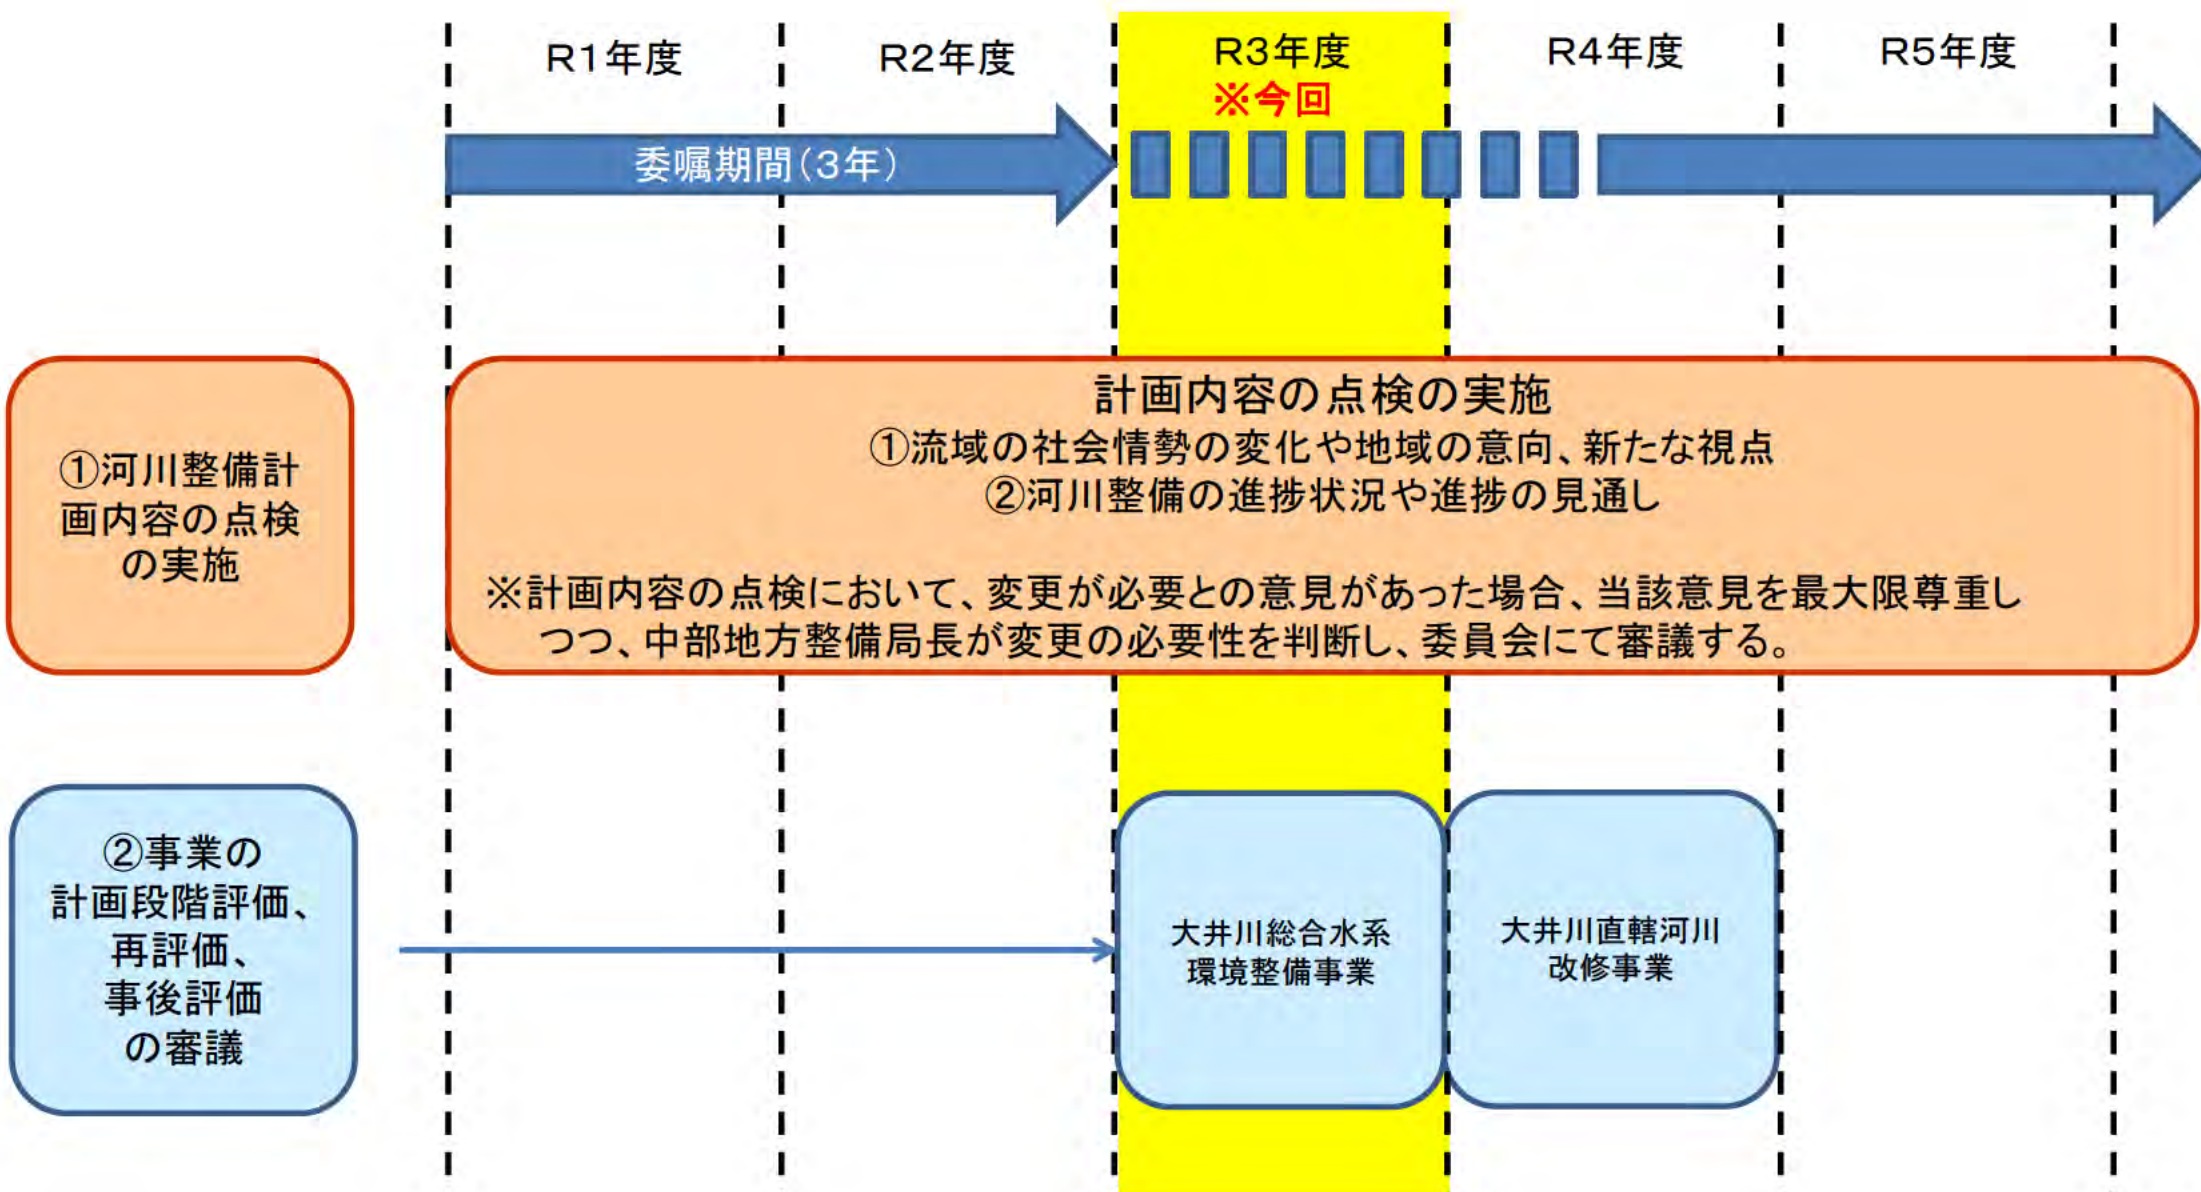 R1年度
R2年度
R3年度
※今回
R4年度
R5年度
委嘱期間(3年)
①河川整備計
画内容の点検
の実施
計画内容の点検の実施
①流域の社会情勢の変化や地域の意向、新たな視点
②河川整備の進捗状況や進捗の見通し
※計画内容の点検において、変更が必要との意見があった場合、当該意見を最大限尊重し
つつ、中部地方整備局長が変更の必要性を判断し、委員会にて審議する。
②事業の
計画段階評価、
再評価、
事後評価
の審議
大井川総合水系
環境整備事業
大井川直轄河川
改修事業